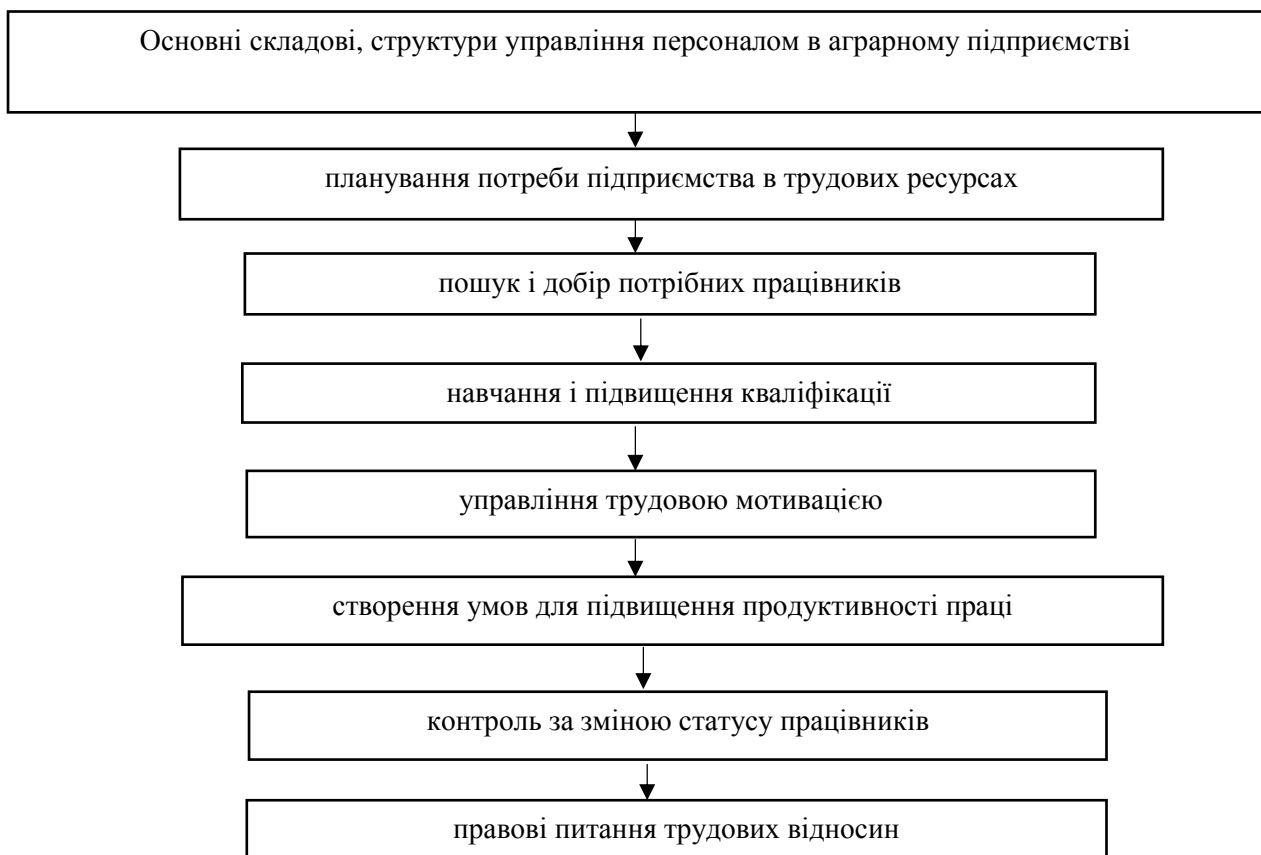 Основні складові, структури управління персоналом в аграрному підприємстві
планування потреби підприємства в трудових ресурсах
пошук і добір потрібних працівників
навчання і підвищення кваліфікації
управління трудовою мотивацією
створення умов для підвищення продуктивності праці
контроль за зміною статусу працівників
правові питання трудових відносин